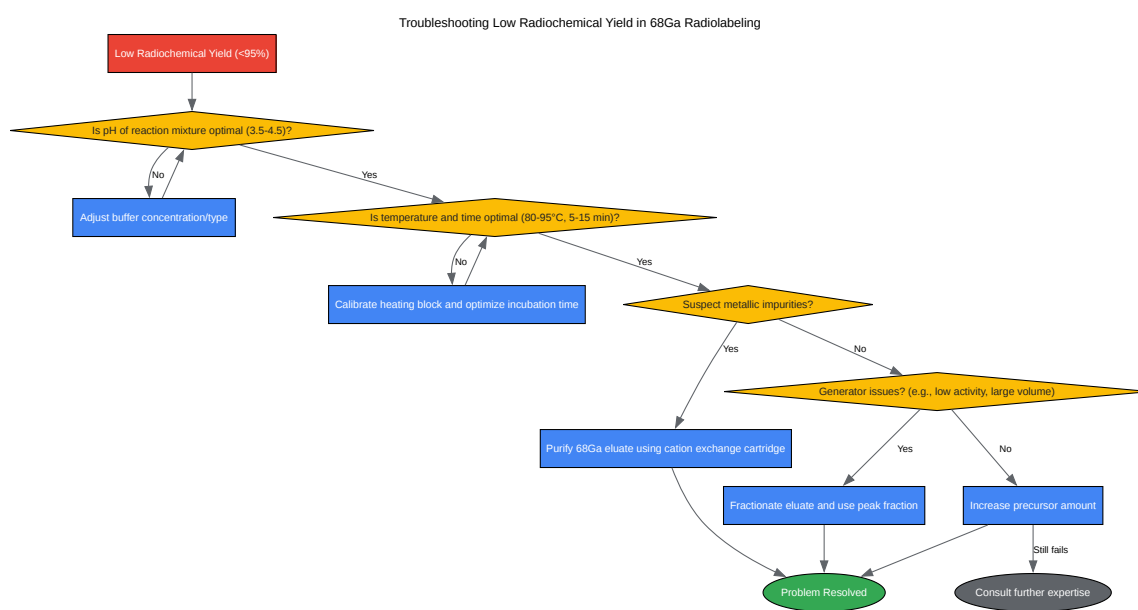 Troubleshooting Low Radiochemical Yield in 68Ga Radiolabeling
Low Radiochemical Yield (<95%)
Is pH of reaction mixture optimal (3.5-4.5)?
No
Yes
Adjust buffer concentration/type
Is temperature and time optimal (80-95°C, 5-15 min)?
No
Yes
Calibrate heating block and optimize incubation time
Suspect metallic impurities?
Yes
No
Generator issues? (e.g., low activity, large volume)
Purify 68Ga eluate using cation exchange cartridge
Yes
No
Fractionate eluate and use peak fraction
Increase precursor amount
Still fails
Problem Resolved
Consult further expertise